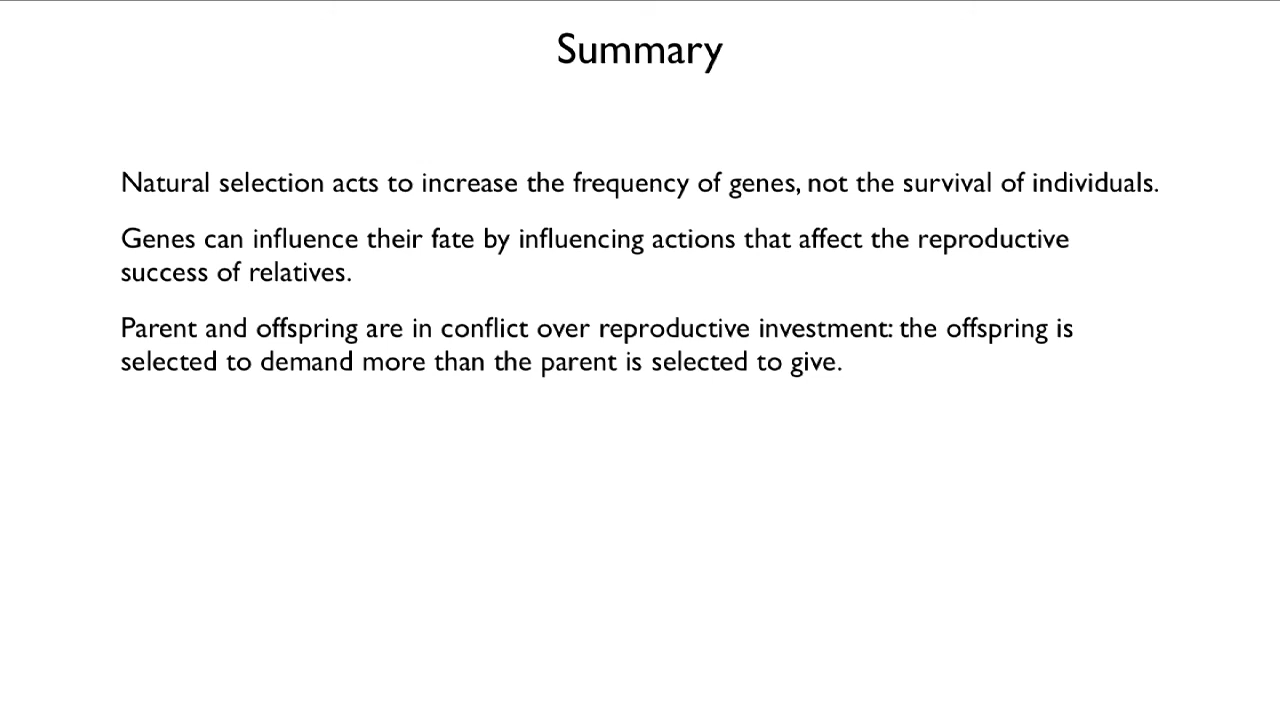 Summary
Natural selection acts to increase the frequency of genes, not the survival of individuals.
Genes can influence their fate by influencing actions that affect the reproductive
success of relatives.
Parent and offspring are in conflict over reproductive investment: the offspring is
selected to demand more than the parent is selected to give.